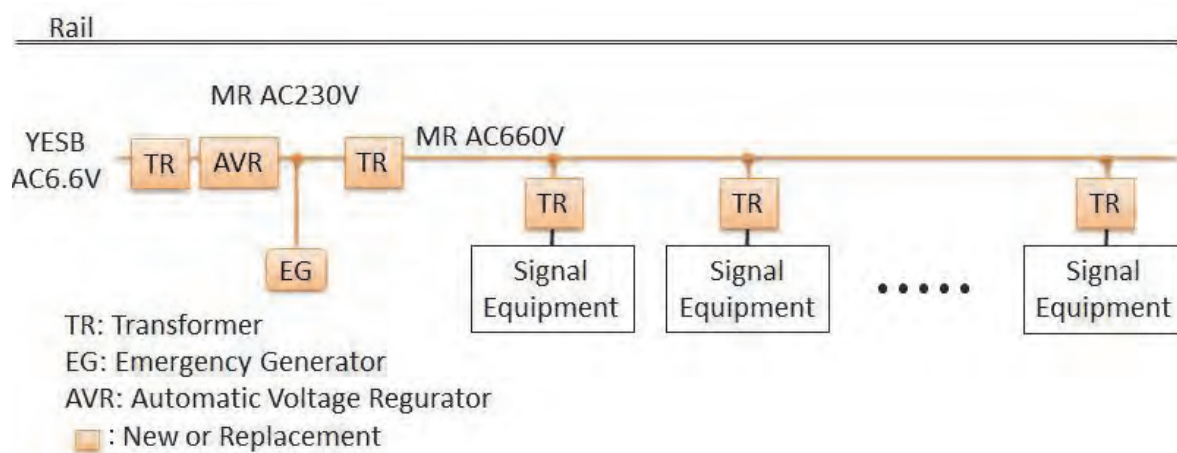 Rail
MR AC230V
YESB
AC6.6V
TR
AVR
TR
MR AC660V
TR
TR
TR
EG
Signal
Equipment
Signal
Equipment
Signal
Equipment
TR: Transformer
EG: Emergency Generator
AVR: Automatic Voltage Regurator
: New or Replacement